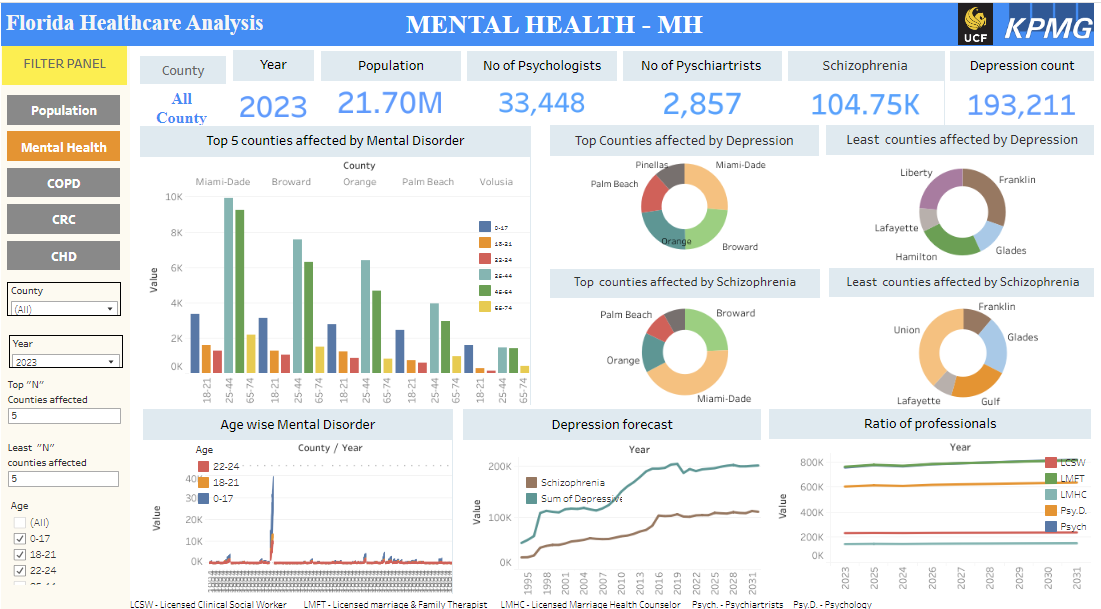 Florida Healthcare Analysis
MENTAL HEALTH - MH
UCF
KPMG
FILTER PANEL
Population
Mental Health
COPD
CRC
CHD
County
(All)
Year
2023
Top "N"
Counties affected
5
Least "N"
counties affected
5
Age
(All)
0-17
18-21
22-24
County
All
County
Year
2023
Population
21.70M
No of Psychologists
33,448
No of Pyschiartrists
2,857
Schizophrenia
104.75K
Depression count
193,211
Top 5 counties affected by Mental Disorder
County
Miami-Dade Broward Orange Palm Beach Volusia
Value
10K
8K
6K
4K
2K
0K
0-17
18-21
22-24
25-44
45-64
65-74
18-21 25-44 65-74 18-21 25-44 65-74 18-21 25-44 65-74 18-21 25-44 65-74 18-21 25-44 65-74
Top Counties affected by Depression
Pinellas
Miami-Dade
Palm Beach
Orange
Broward
Least counties affected by Depression
Liberty
Franklin
Lafayette
Glades
Hamilton
Top counties affected by Schizophrenia
Palm Beach
Broward
Orange
Miami-Dade
Least counties affected by Schizophrenia
Franklin
Union
Glades
Lafayette
Gulf
Age wise Mental Disorder
Age
County / Year
22-24
18-21
0-17
Value
40
30K
20K
10K
0K
Depression forecast
Year
Value
200K
100K
0K
Schizophrenia
Sum of Depressi
1995 1998 2001 2004 2007 2010 2013 2016 2019 2022 2025 2028 2031
Ratio of professionals
Year
Value
800K
600K
400K
200K
0K
LCSW
LMFT
LMHC
Psy.D.
Psych
2023 2024 2025 2026 2027 2028 2029 2030 2031
LCSW - Licensed Clinical Social Worker LMFT - Licensed marriage & Family Therapist LMHC - Licensed Marriage Health Counselor Psych. - Psychiartrists Psy.D. - Psychology